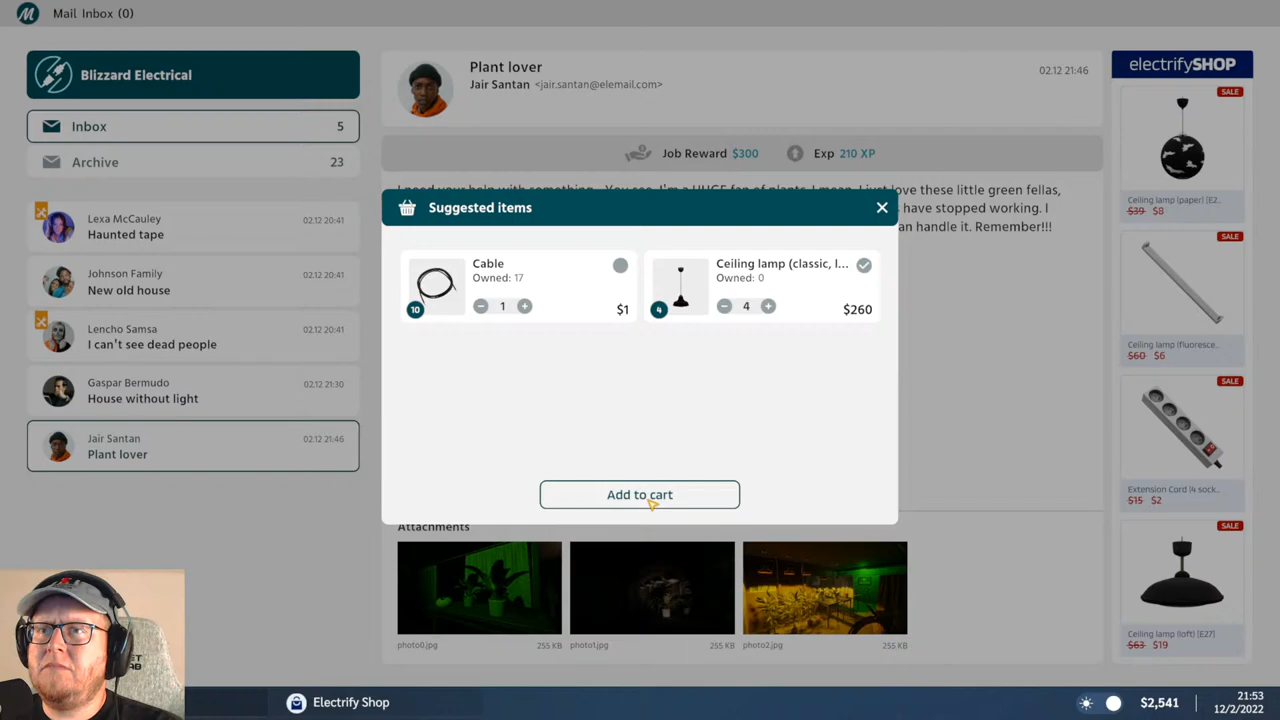 Mail Inbox (0)
Blizzard Electrical
Inbox 5
Archive 23
Lexa McCauley 02.12 20:41
Haunted tape
Johnson Family 02.12 20:41
New old house
Lencho Samsa 02.12 20:41
I can't see dead people
Gaspar Bermudo 02.12 21:30
House without light
Jair Santan 02.12 21:46
Plant lover
Plant lover
Jair Santan <jair.santan@elemail.com>
02.12 21:46
Job Reward $300 Exp 210 XP
I need your help with something... You see, I'm a HUGE fan of plants. I mean, I just love these little green fellas,
have stopped working. I
an handle it. Remember!!!
Suggested items
Cable
Owned: 17
10
1
$1
Ceiling lamp (classic, l...
Owned: 0
4
4
$260
Add to cart
Attachments
photo0.jpg 255 KB
photo1.jpg 255 KB
photo2.jpg 255 KB
electrifySHOP
SALE
Ceiling lamp (paper) [E2..
$39 $8
SALE
Ceiling lamp (fluoresce..
$60 $6
SALE
Extension Cord (4 sock..
$15 $2
SALE
Ceiling lamp (loft) [E27]
$63 $19
Electrify Shop
$2,541
21:53
12/2/2022